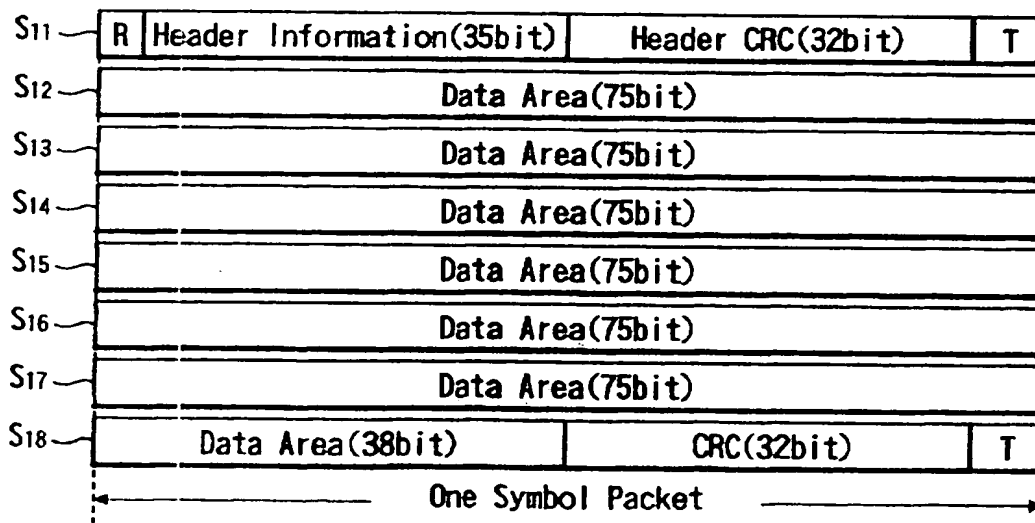 S11 R Header Information(35bit) Header CRC(32bit) T
S12 Data Area(75bit)
S13 Data Area(75bit)
S14 Data Area(75bit)
S15 Data Area(75bit)
S16 Data Area(75bit)
S17 Data Area(75bit)
S18 Data Area(38bit) CRC(32bit) T
One Symbol Packet